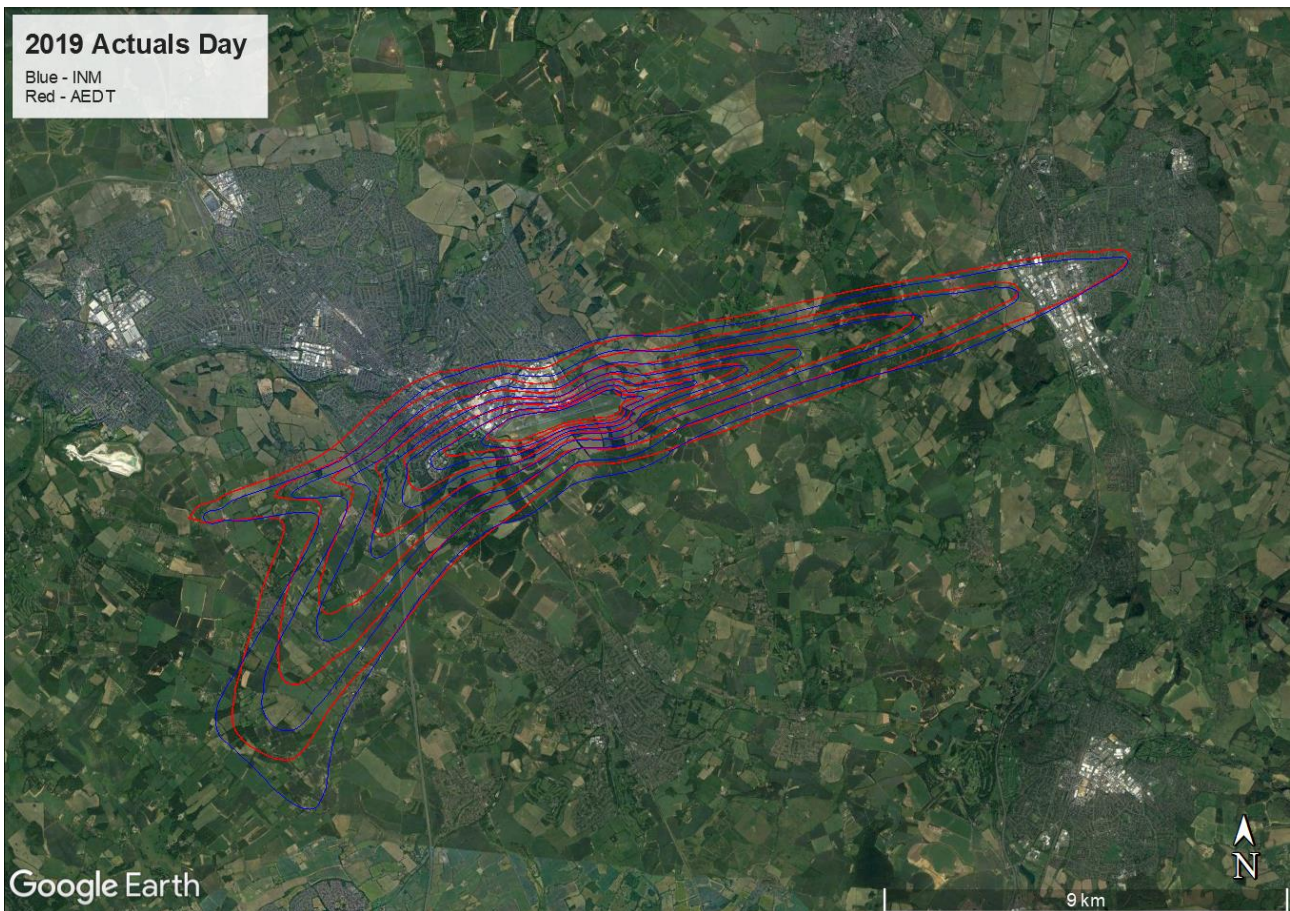 2019 Actuals Day
Blue - INM
Red - AEDT
N
Google Earth
9 km